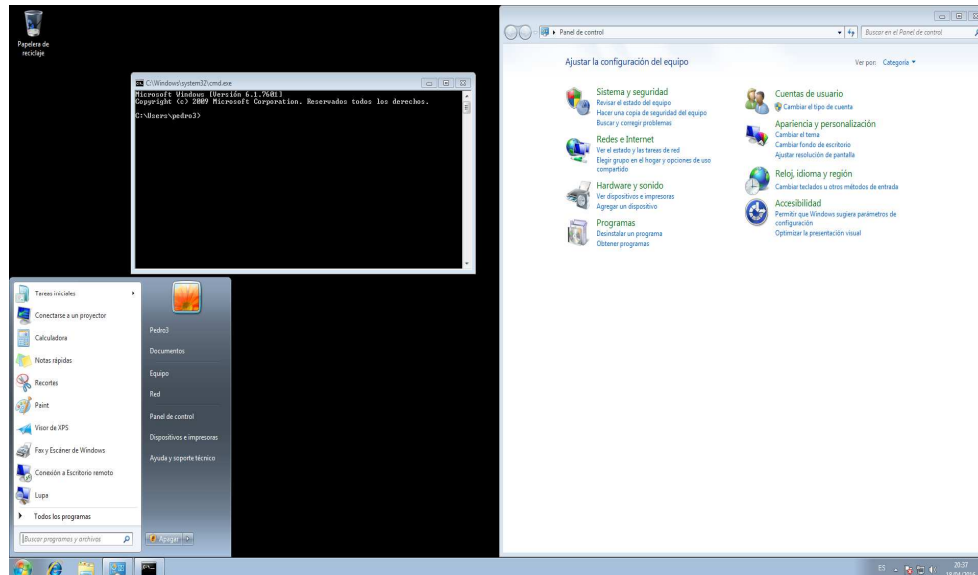 Papelera de
reciclaje
C:\Windows\system32\cmd.exe
Microsoft Windows [Versión 6.1.7601]
Copyright (c) 2009 Microsoft Corporation. Reservados todos los derechos.
C:\Users\pedro3>
Tareas iniciales
Conectarse a un proyector
Calculadora
Notas rápidas
Recortes
Paint
Visor de XPS
Fax y Escáner de Windows
Conexión a Escritorio remoto
Lupa
Todos los programas
Buscar programas y archivos
Pedro3
Documentos
Equipo
Red
Panel de control
Dispositivos e impresoras
Ayuda y soporte técnico
Apagar
Panel de control
Buscar en el Panel de control
Ajustar la configuración del equipo
Ver por: Categoría
Sistema y seguridad
Revisar el estado del equipo
Hacer una copia de seguridad del equipo
Buscar y corregir problemas
Redes e Internet
Ver el estado y las tareas de red
Elegir grupo en el hogar y opciones de uso
compartido
Hardware y sonido
Ver dispositivos e impresoras
Agregar un dispositivo
Programas
Desinstalar un programa
Obtener programas
Cuentas de usuario
Cambiar el tipo de cuenta
Apariencia y personalización
Cambiar el tema
Cambiar fondo de escritorio
Ajustar resolución de pantalla
Reloj, idioma y región
Cambiar teclados u otros métodos de entrada
Accesibilidad
Permitir que Windows sugiera parámetros de
configuración
Optimizar la presentación visual
ES
20:37